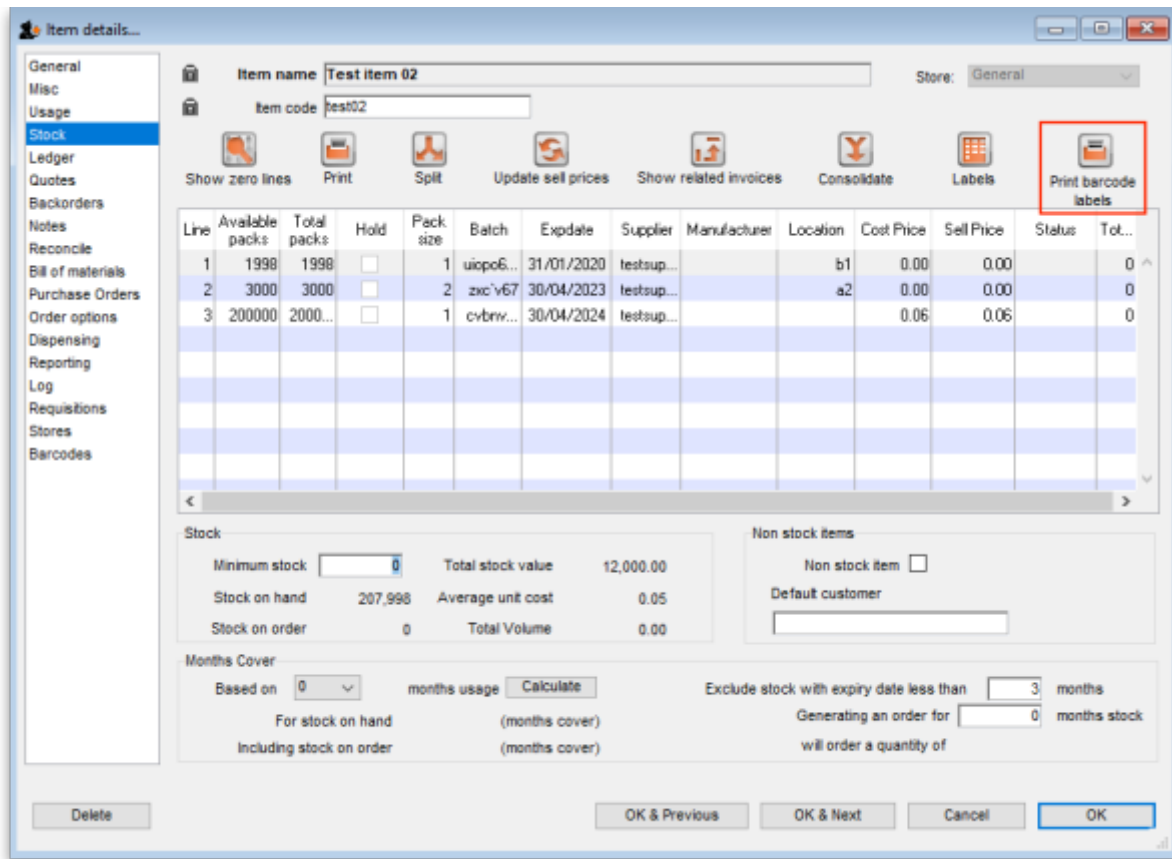 Item details...
General
Misc
Usage
Stock
Ledger
Quotes
Backorders
Notes
Reconcile
Bill of materials
Purchase Orders
Order options
Dispensing
Reporting
Log
Requisitions
Stores
Barcodes
Item name Test item 02 Store: General
Item code test02
Show zero lines Print Split Update sell prices Show related invoices Consolidate Labels Print barcode labels
Line Available packs Total packs Hold Pack size Batch Expdate Supplier Manufacturer Location Cost Price Sell Price Status Tot...
1 1998 1998 1 uiopo6... 31/01/2020 testsup... b1 0.00 0.00 0
2 3000 3000 2 zxc`v67 30/04/2023 testsup... a2 0.00 0.00 0
3 200000 2000... 1 cvbnv... 30/04/2024 testsup... 0.06 0.06 0
Stock Non stock items
Minimum stock 0 Total stock value 12,000.00 Non stock item
Stock on hand 207,998 Average unit cost 0.05 Default customer
Stock on order 0 Total Volume 0.00
Months Cover
Based on 0 months usage Calculate Exclude stock with expiry date less than 3 months
For stock on hand (months cover) Generating an order for 0 months stock
Including stock on order (months cover) will order a quantity of
Delete OK & Previous OK & Next Cancel OK